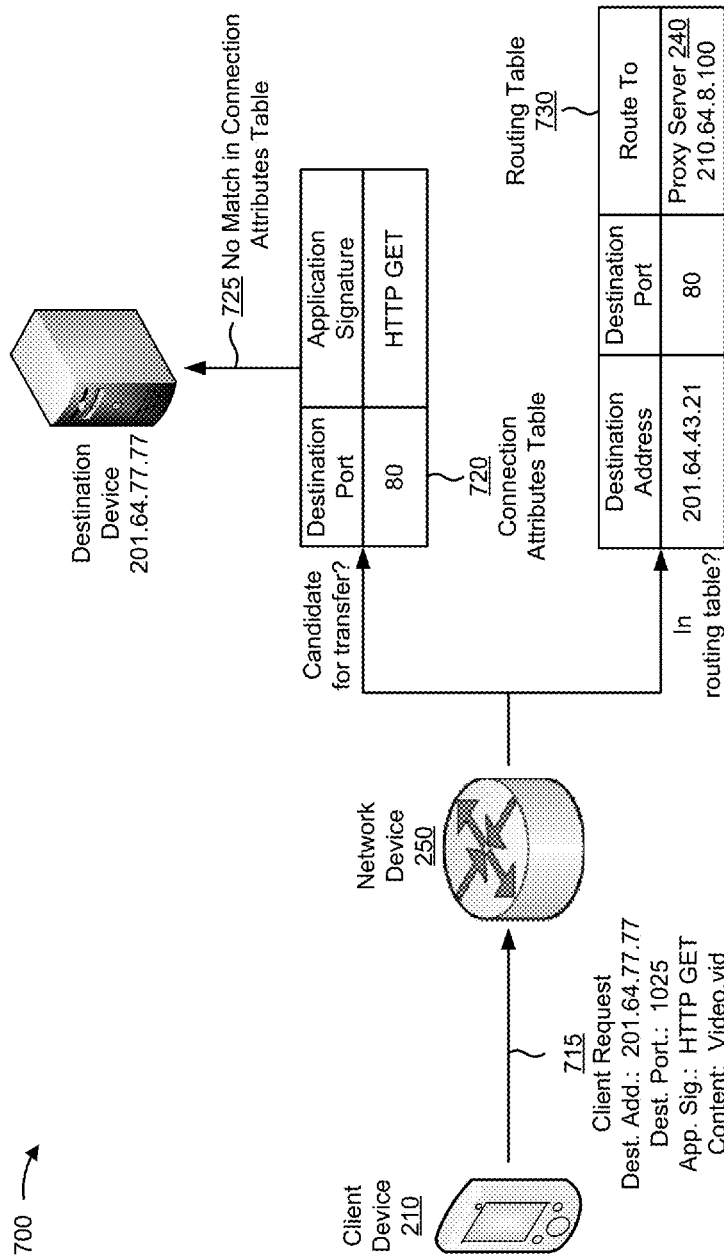 700
Client
Device
210
715
Client Request
Dest. Add.: 201.64.77.77
Dest. Port.: 1025
App. Sig.: HTTP GET
Content: Video.vid
Network
Device
250
Destination
Device
201.64.77.77
725 No Match in Connection
Attributes Table
Candidate
for transfer?
Destination
Port
Application
Signature
80
HTTP GET
720
Connection
Attributes Table
In
routing table?
Routing Table
730
Destination
Address
Destination
Port
Route To
201.64.43.21
80
Proxy Server 240
210.64.8.100